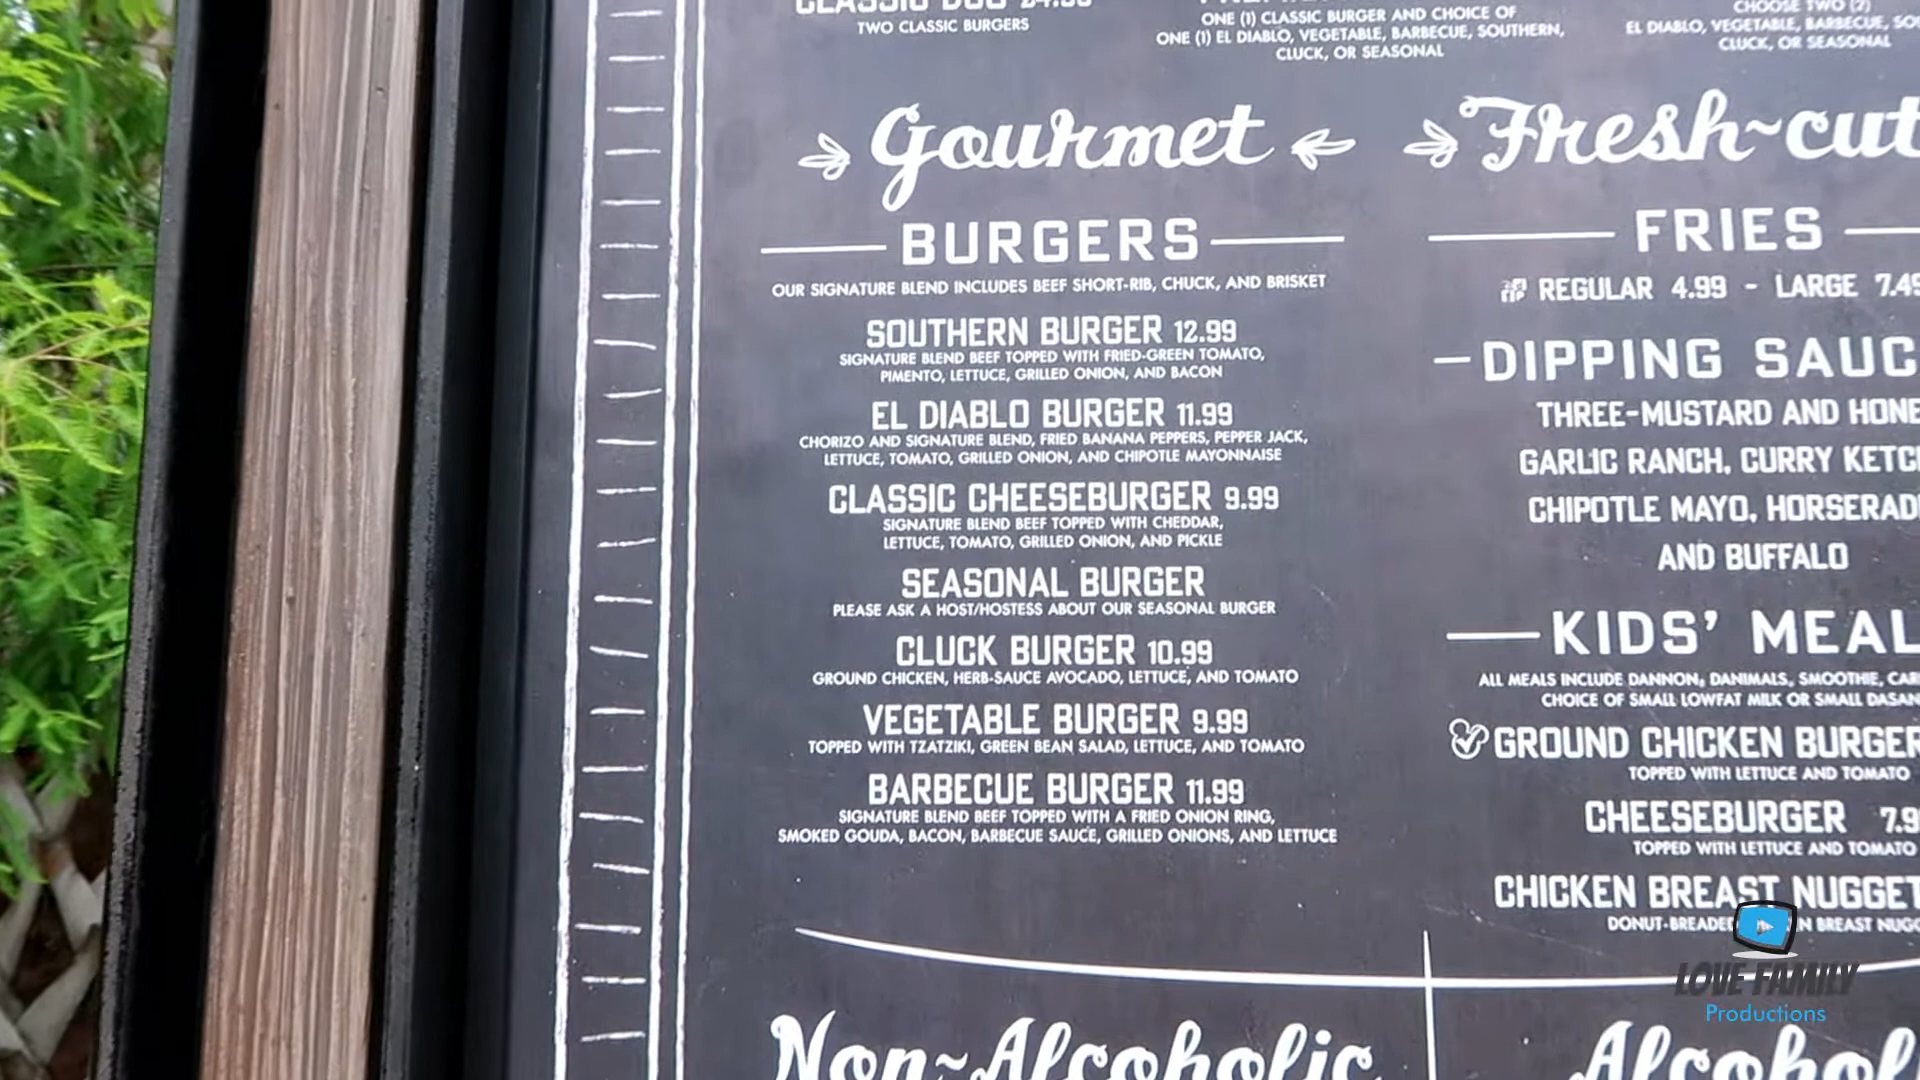 TWO CLASSIC BURGERS
ONE (1) CLASSIC BURGER AND CHOICE OF
ONE (1) EL DIABLO, VEGETABLE, BARBECUE, SOUTHERN,
CLUCK, OR SEASONAL
CHOOSE TWO (2)
EL DIABLO, VEGETABLE, BARBECUE,
CLUCK, OR SEASONAL
Gourmet
BURGERS
OUR SIGNATURE BLEND INCLUDES BEEF SHORT-RIB, CHUCK, AND BRISKET
SOUTHERN BURGER 12.99
SIGNATURE BLEND BEEF TOPPED WITH FRIED-GREEN TOMATO,
PIMENTO, LETTUCE, GRILLED ONION, AND BACON
EL DIABLO BURGER 11.99
CHORIZO AND SIGNATURE BLEND, FRIED BANANA PEPPERS, PEPPER JACK,
LETTUCE, TOMATO, GRILLED ONION, AND CHIPOTLE MAYONNAISE
CLASSIC CHEESEBURGER 9.99
SIGNATURE BLEND BEEF TOPPED WITH CHEDDAR,
LETTUCE, TOMATO, GRILLED ONION, AND PICKLE
SEASONAL BURGER
PLEASE ASK A HOST/HOSTESS ABOUT OUR SEASONAL BURGER
CLUCK BURGER 10.99
GROUND CHICKEN, HERB-SAUCE AVOCADO, LETTUCE, AND TOMATO
VEGETABLE BURGER 9.99
TOPPED WITH TZATZIKI, GREEN BEAN SALAD, LETTUCE, AND TOMATO
BARBECUE BURGER 11.99
SIGNATURE BLEND BEEF TOPPED WITH A FRIED ONION RING,
SMOKED GOUDA, BACON, BARBECUE SAUCE, GRILLED ONIONS, AND LETTUCE
Fresh~cut
FRIES
REGULAR 4.99 - LARGE 7.49
DIPPING SAUC
THREE-MUSTARD AND HONE
GARLIC RANCH, CURRY KETC
CHIPOTLE MAYO, HORSERAD
AND BUFFALO
KIDS' MEAL
ALL MEALS INCLUDE DANNON, DANIMALS, SMOOTHIE,
CHOICE OF SMALL LOWFAT MILK OR SMALL DASAN
GROUND CHICKEN BURGER
TOPPED WITH LETTUCE AND TOMATO
CHEESEBURGER 7.9
TOPPED WITH LETTUCE AND TOMATO
CHICKEN BREAST NUGGET
DONUT-BREADED BREAST NUGG
Non~Alcoholic
Alcohol
LOVE FAMILY
Productions